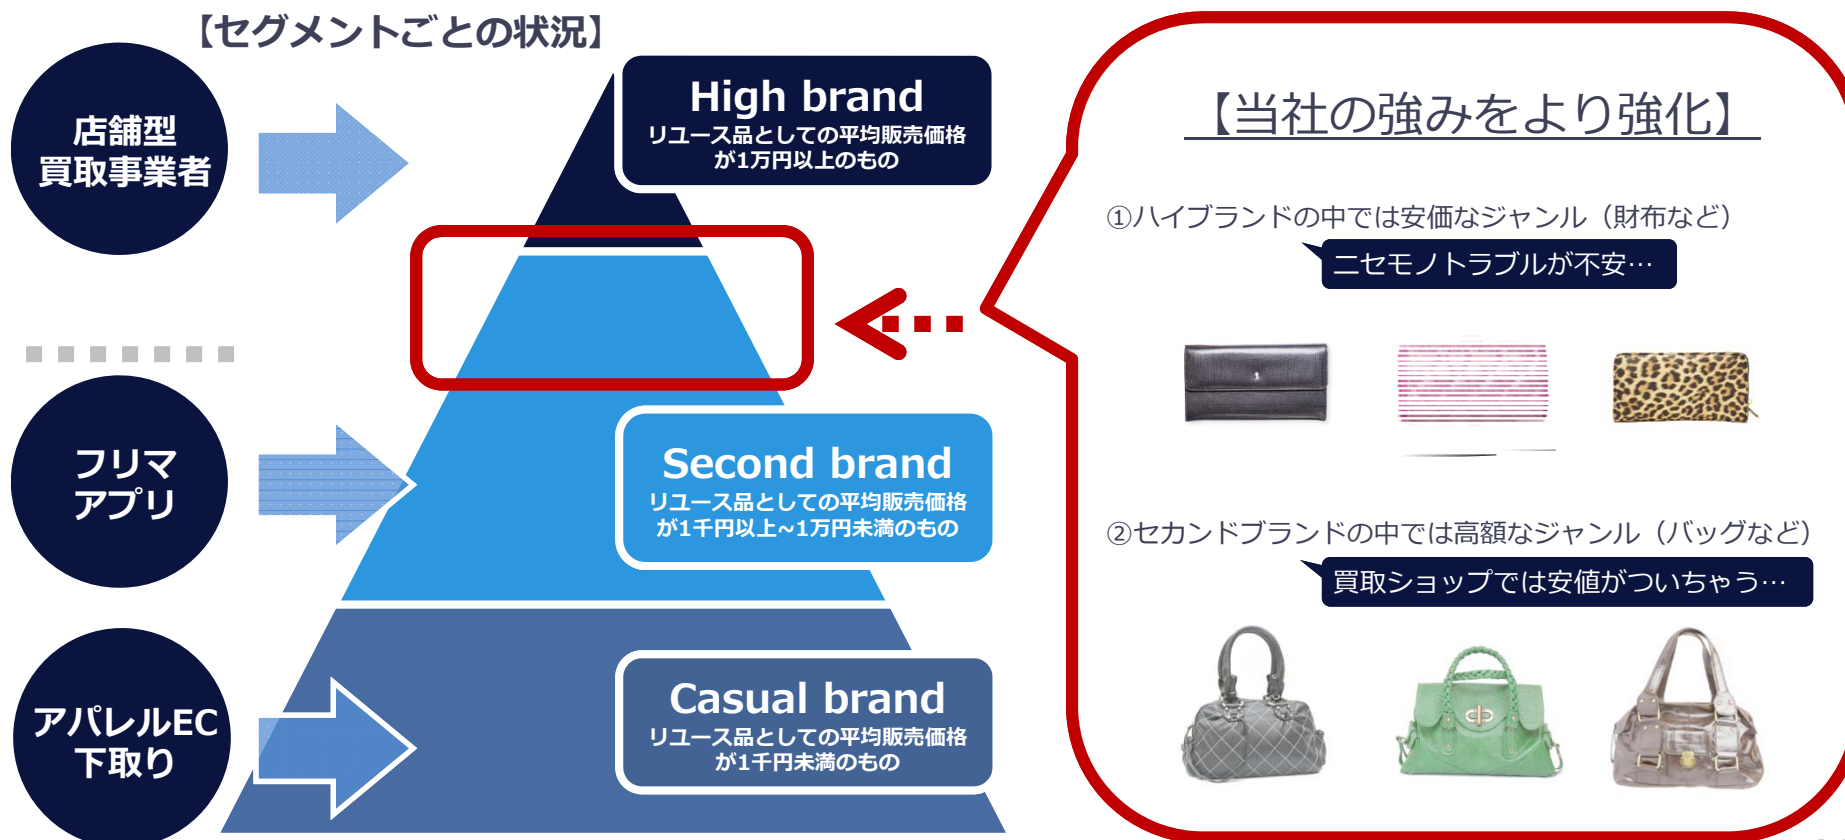 【セグメントごとの状況】
店舗型
買取事業者
High brand
リユース品としての平均販売価格
が1万円以上のもの
フリマ
アプリ
Second brand
リユース品としての平均販売価格
が1千円以上~1万円未満のもの
アパレルEC
下取り
Casual brand
リユース品としての平均販売価格
が1千円未満のもの
【当社の強みをより強化】
①ハイブランドの中では安価なジャンル（財布など）
ニセモノトラブルが不安…
②セカンドブランドの中では高額なジャンル（バッグなど）
買取ショップでは安値がついちゃう…